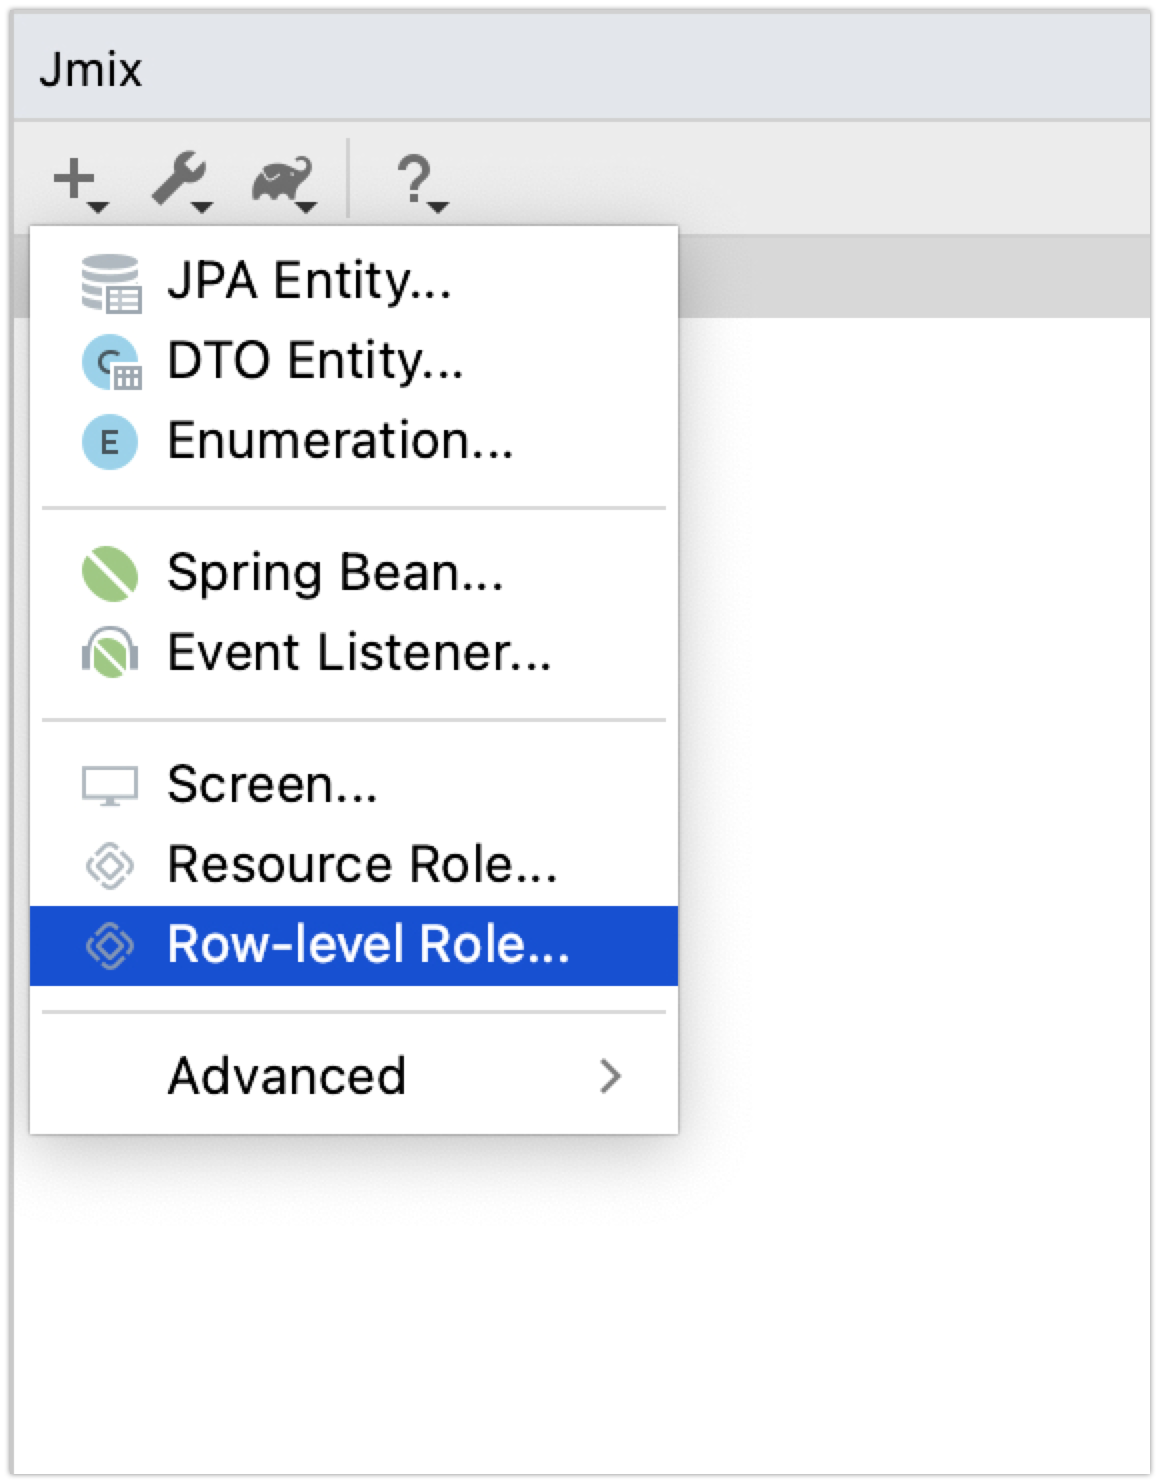 Jmix
?
JPA Entity...
C
DTO Entity...
E
Enumeration...
Spring Bean...
Event Listener...
Screen...
Resource Role...
Row-level Role...
Advanced